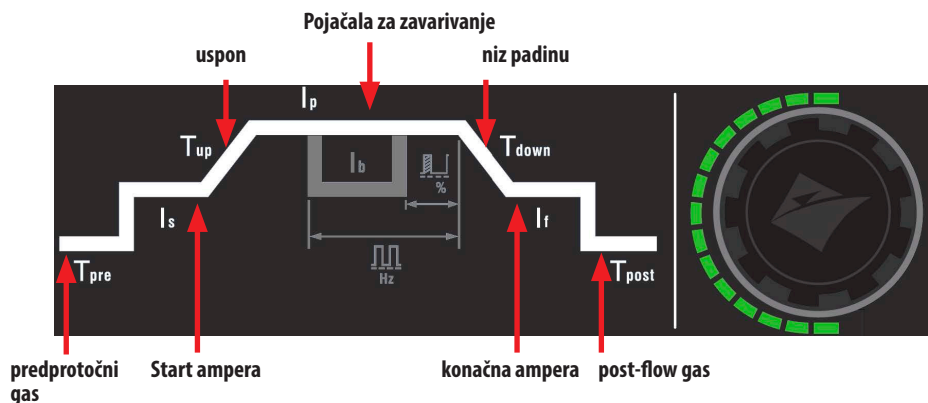 Pojačala za zavarivanje
uspon
niz padinu
Ip
Tup
Ib
Tdown
%
Is
If
Hz
Tpre
Tpost
predprotočni
gas
Start ampera
konačna ampera
post-flow gas